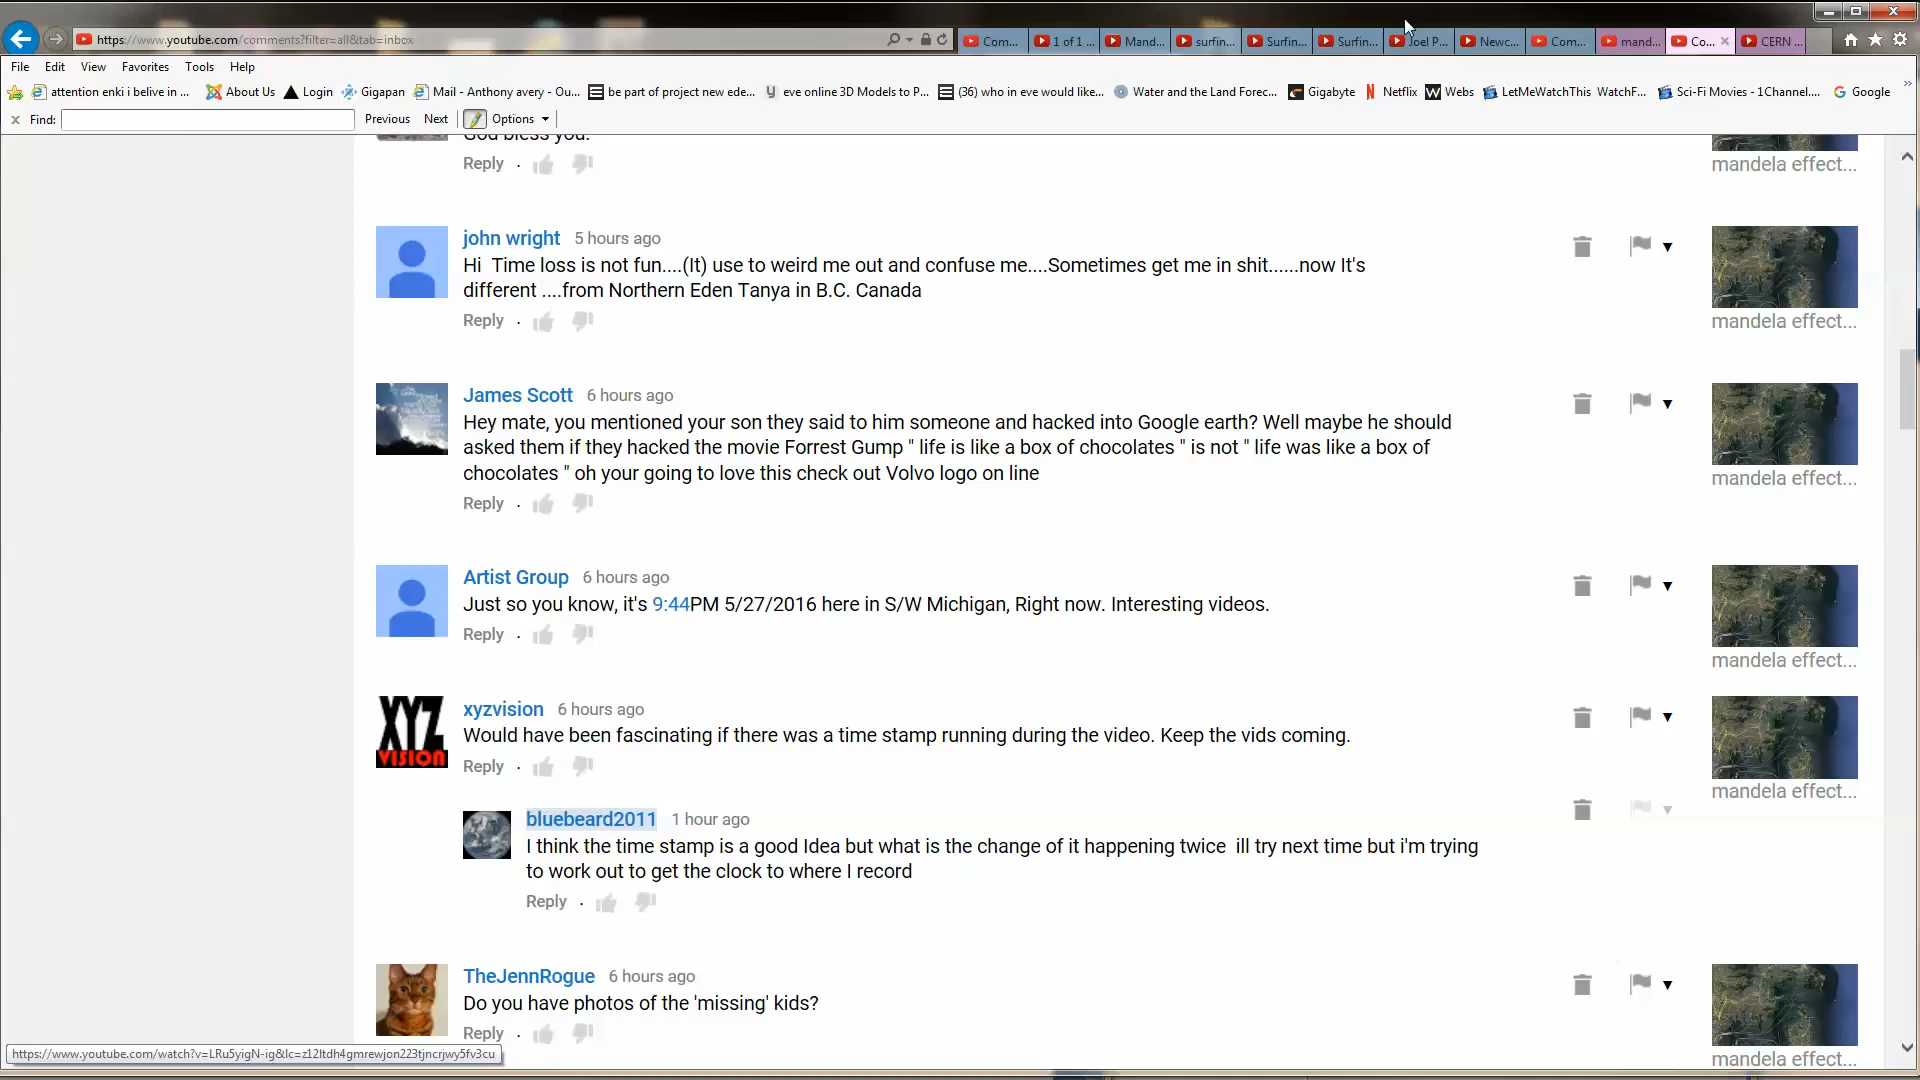 https://www.youtube.com/comments?filter=all&tab=inbox
Com...
1 of 1 ...
Mand...
surfin...
Surfin...
Surfin...
Joel P...
Newc...
Com...
mand...
Co...
CERN ...
File Edit View Favorites Tools Help
attention enki i belive in ...
About Us
Login
Gigapan
Mail - Anthony avery - Ou...
be part of project new ede...
eve online 3D Models to P...
(36) who in eve would like...
Water and the Land Forec...
Gigabyte
Netflix
Webs
LetMeWatchThis WatchF...
Sci-Fi Movies - 1Channel....
Google
Find:
Previous Next Options
God bless you.
Reply .
mandela effect...
john wright 5 hours ago
Hi Time loss is not fun....(It) use to weird me out and confuse me....Sometimes get me in shit......now It's
different ....from Northern Eden Tanya in B.C. Canada
Reply .
mandela effect...
James Scott 6 hours ago
Hey mate, you mentioned your son they said to him someone and hacked into Google earth? Well maybe he should
asked them if they hacked the movie Forrest Gump " life is like a box of chocolates " is not " life was like a box of
chocolates " oh your going to love this check out Volvo logo on line
Reply .
mandela effect...
Artist Group 6 hours ago
Just so you know, it's 9:44PM 5/27/2016 here in S/W Michigan, Right now. Interesting videos.
Reply .
mandela effect...
XYZ
VISION
xyzvision 6 hours ago
Would have been fascinating if there was a time stamp running during the video. Keep the vids coming.
Reply .
mandela effect...
bluebeard2011 1 hour ago
I think the time stamp is a good Idea but what is the change of it happening twice ill try next time but i'm trying
to work out to get the clock to where I record
Reply .
TheJennRogue 6 hours ago
Do you have photos of the 'missing' kids?
Reply .
mandela effect...
https://www.youtube.com/watch?v=LRu5yigN-ig&lc=z12ltdh4gmrewjon223tjncrjwy5fv3cu